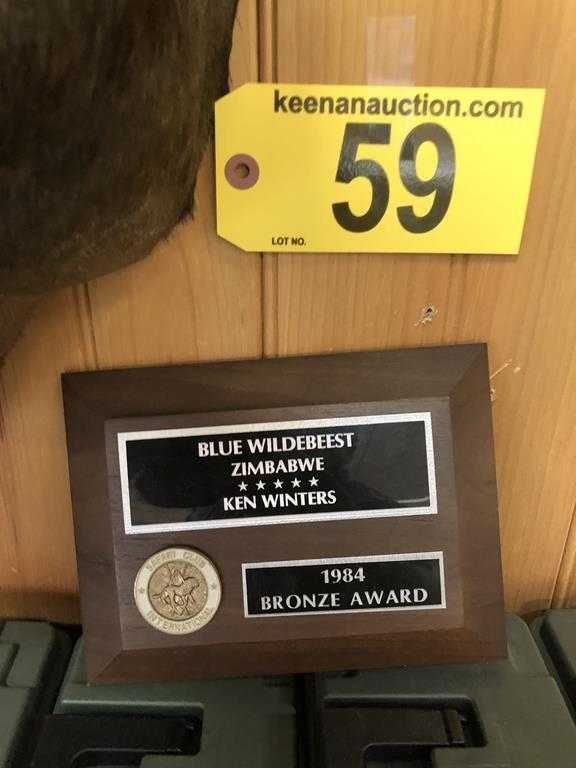 keenanauction.com
59
LOT NO.
BLUE WILDEBEEST
ZIMBABWE
★ ★ ★ ★ ★
KEN WINTERS
SAFARI CLUB
INTERNATIONAL
1984
BRONZE AWARD